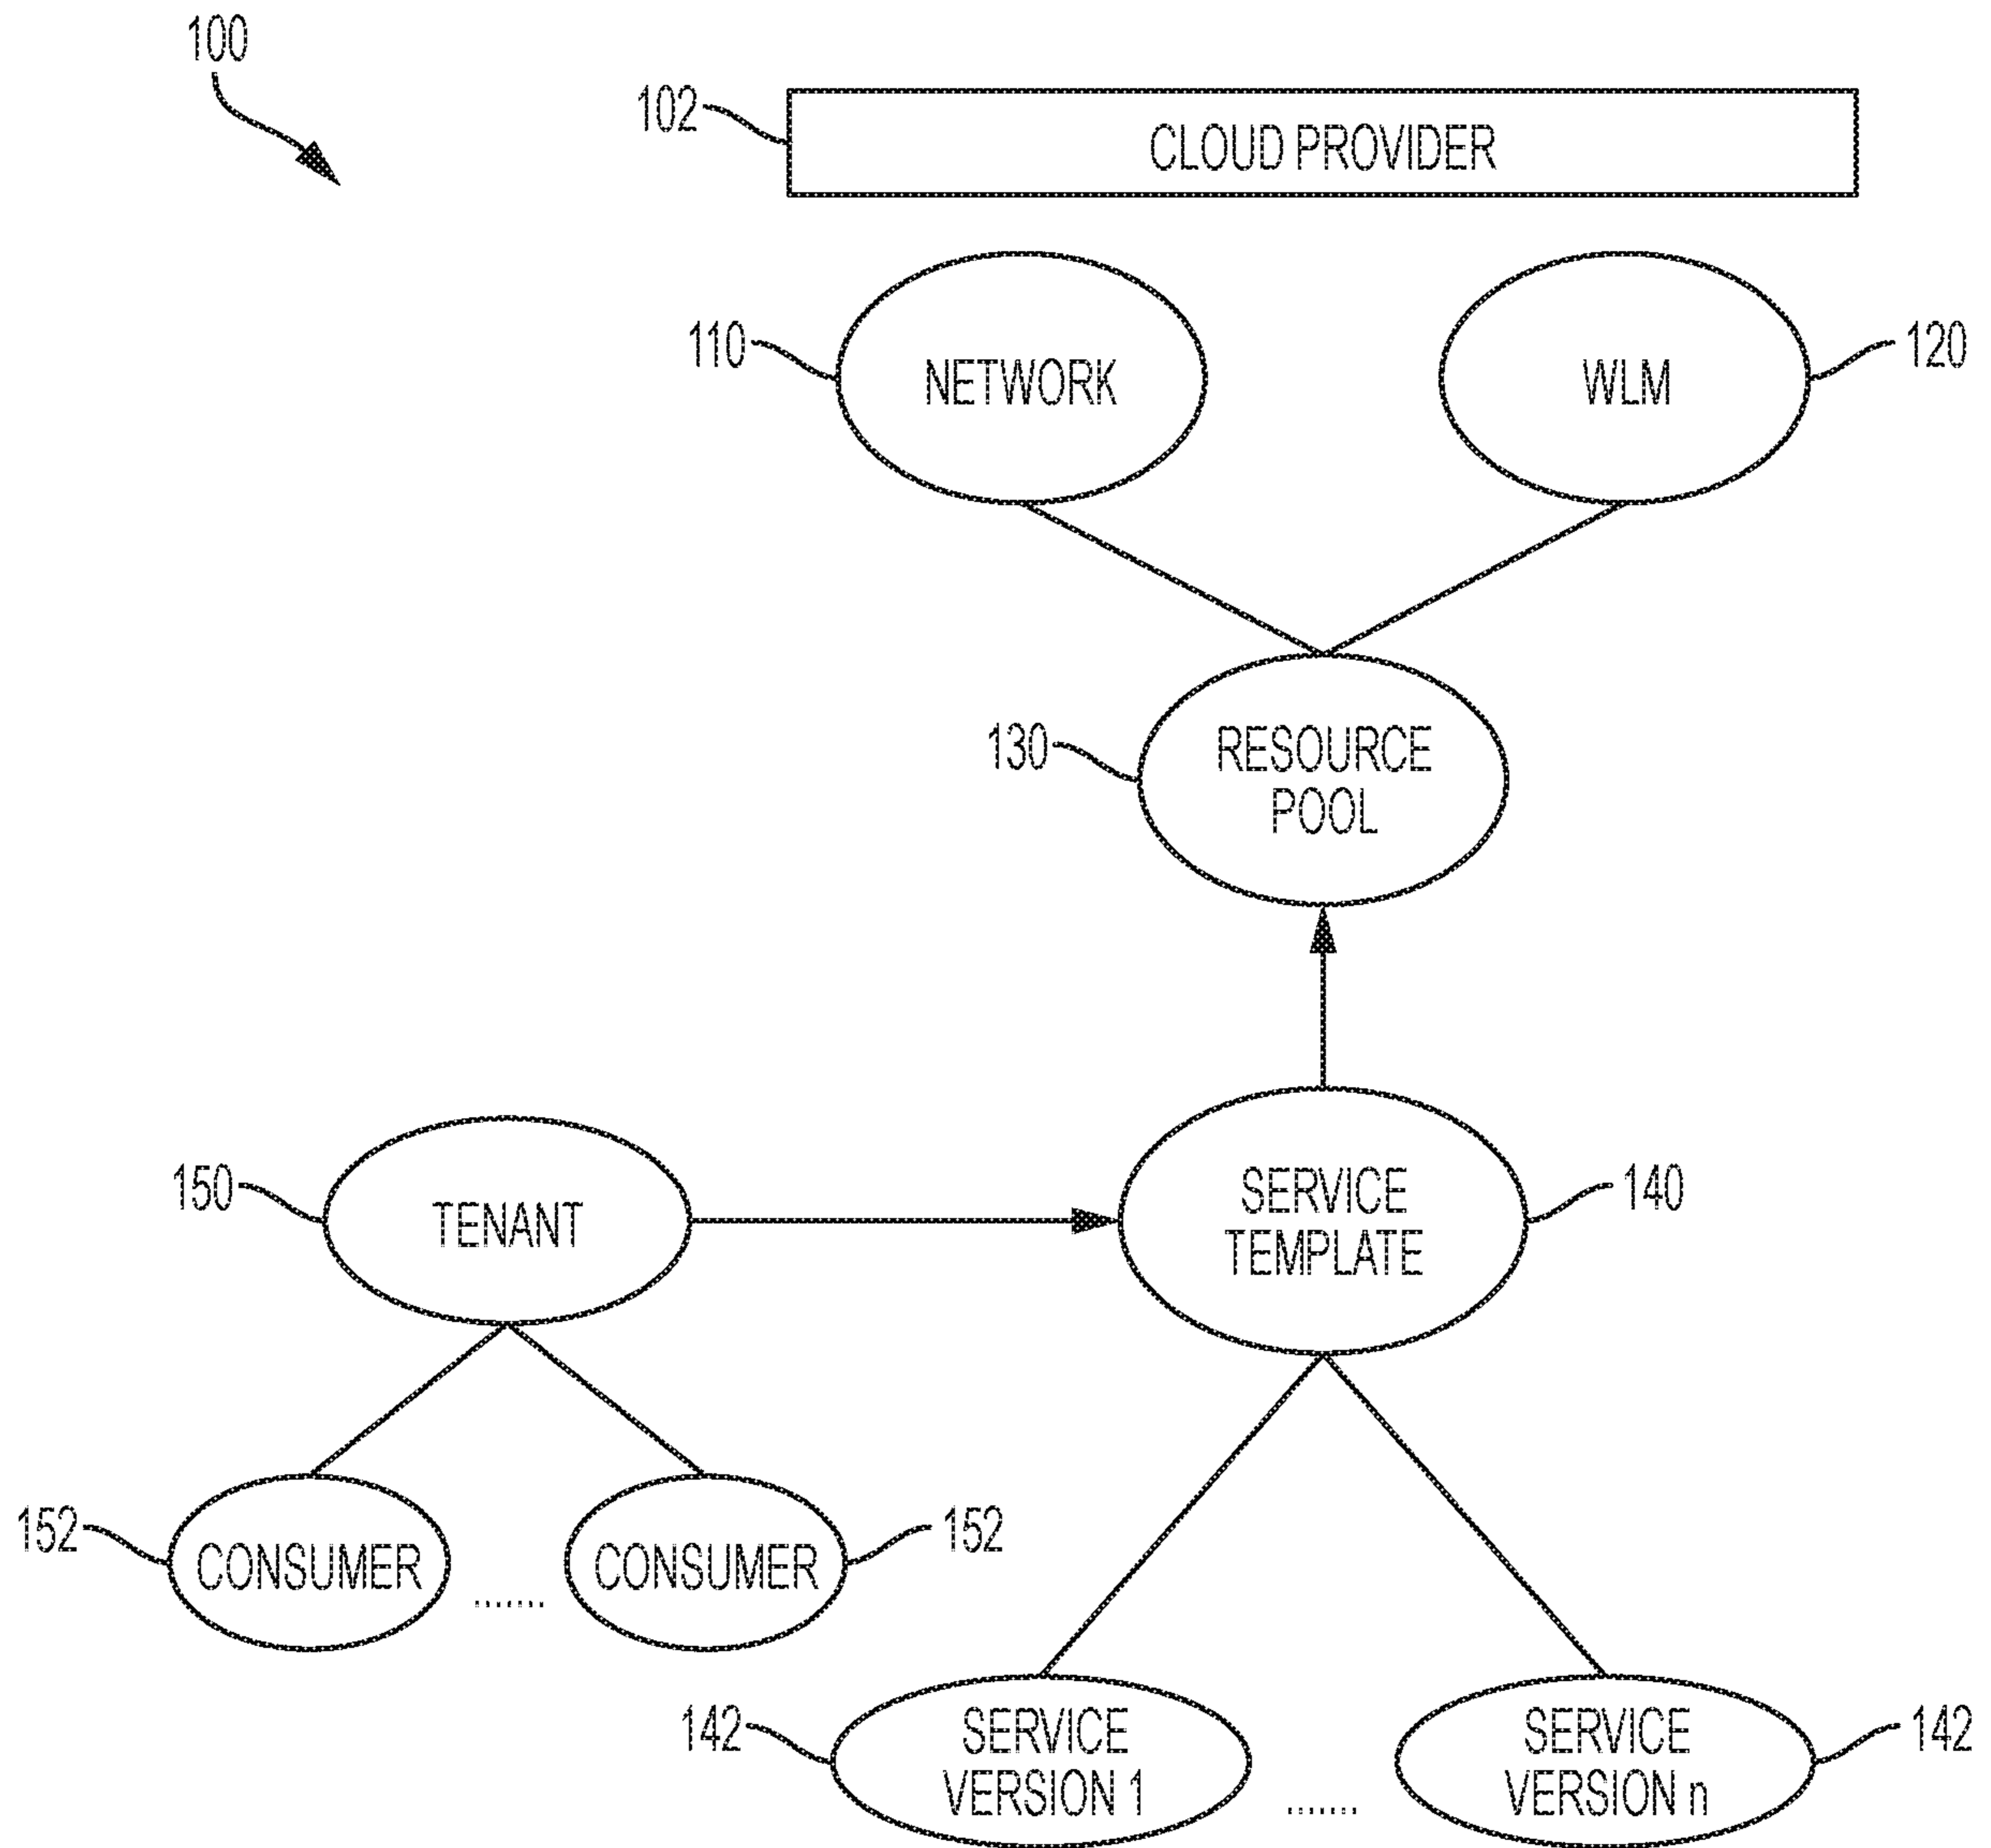 100
102
CLOUD PROVIDER
110
NETWORK
WLM
120
130
RESOURCE
POOL
150
TENANT
SERVICE
TEMPLATE
140
152
CONSUMER
.......
CONSUMER
152
142
SERVICE
VERSION 1
.......
SERVICE
VERSION n
142